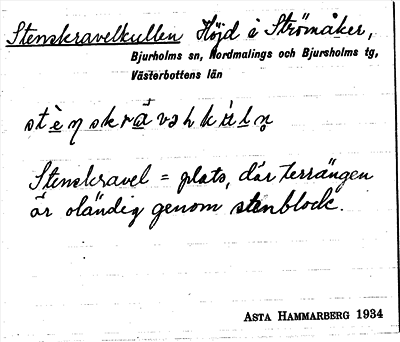 Stenskravelkullen Höjd å Strömåker,
Bjurholms sn, Nordmalings och Bjursholms tg,
Västerbottens län
Stenskravel = plats, där terrängen
är oländig genom stenblock.
ASTA HAMMARBERG 1934